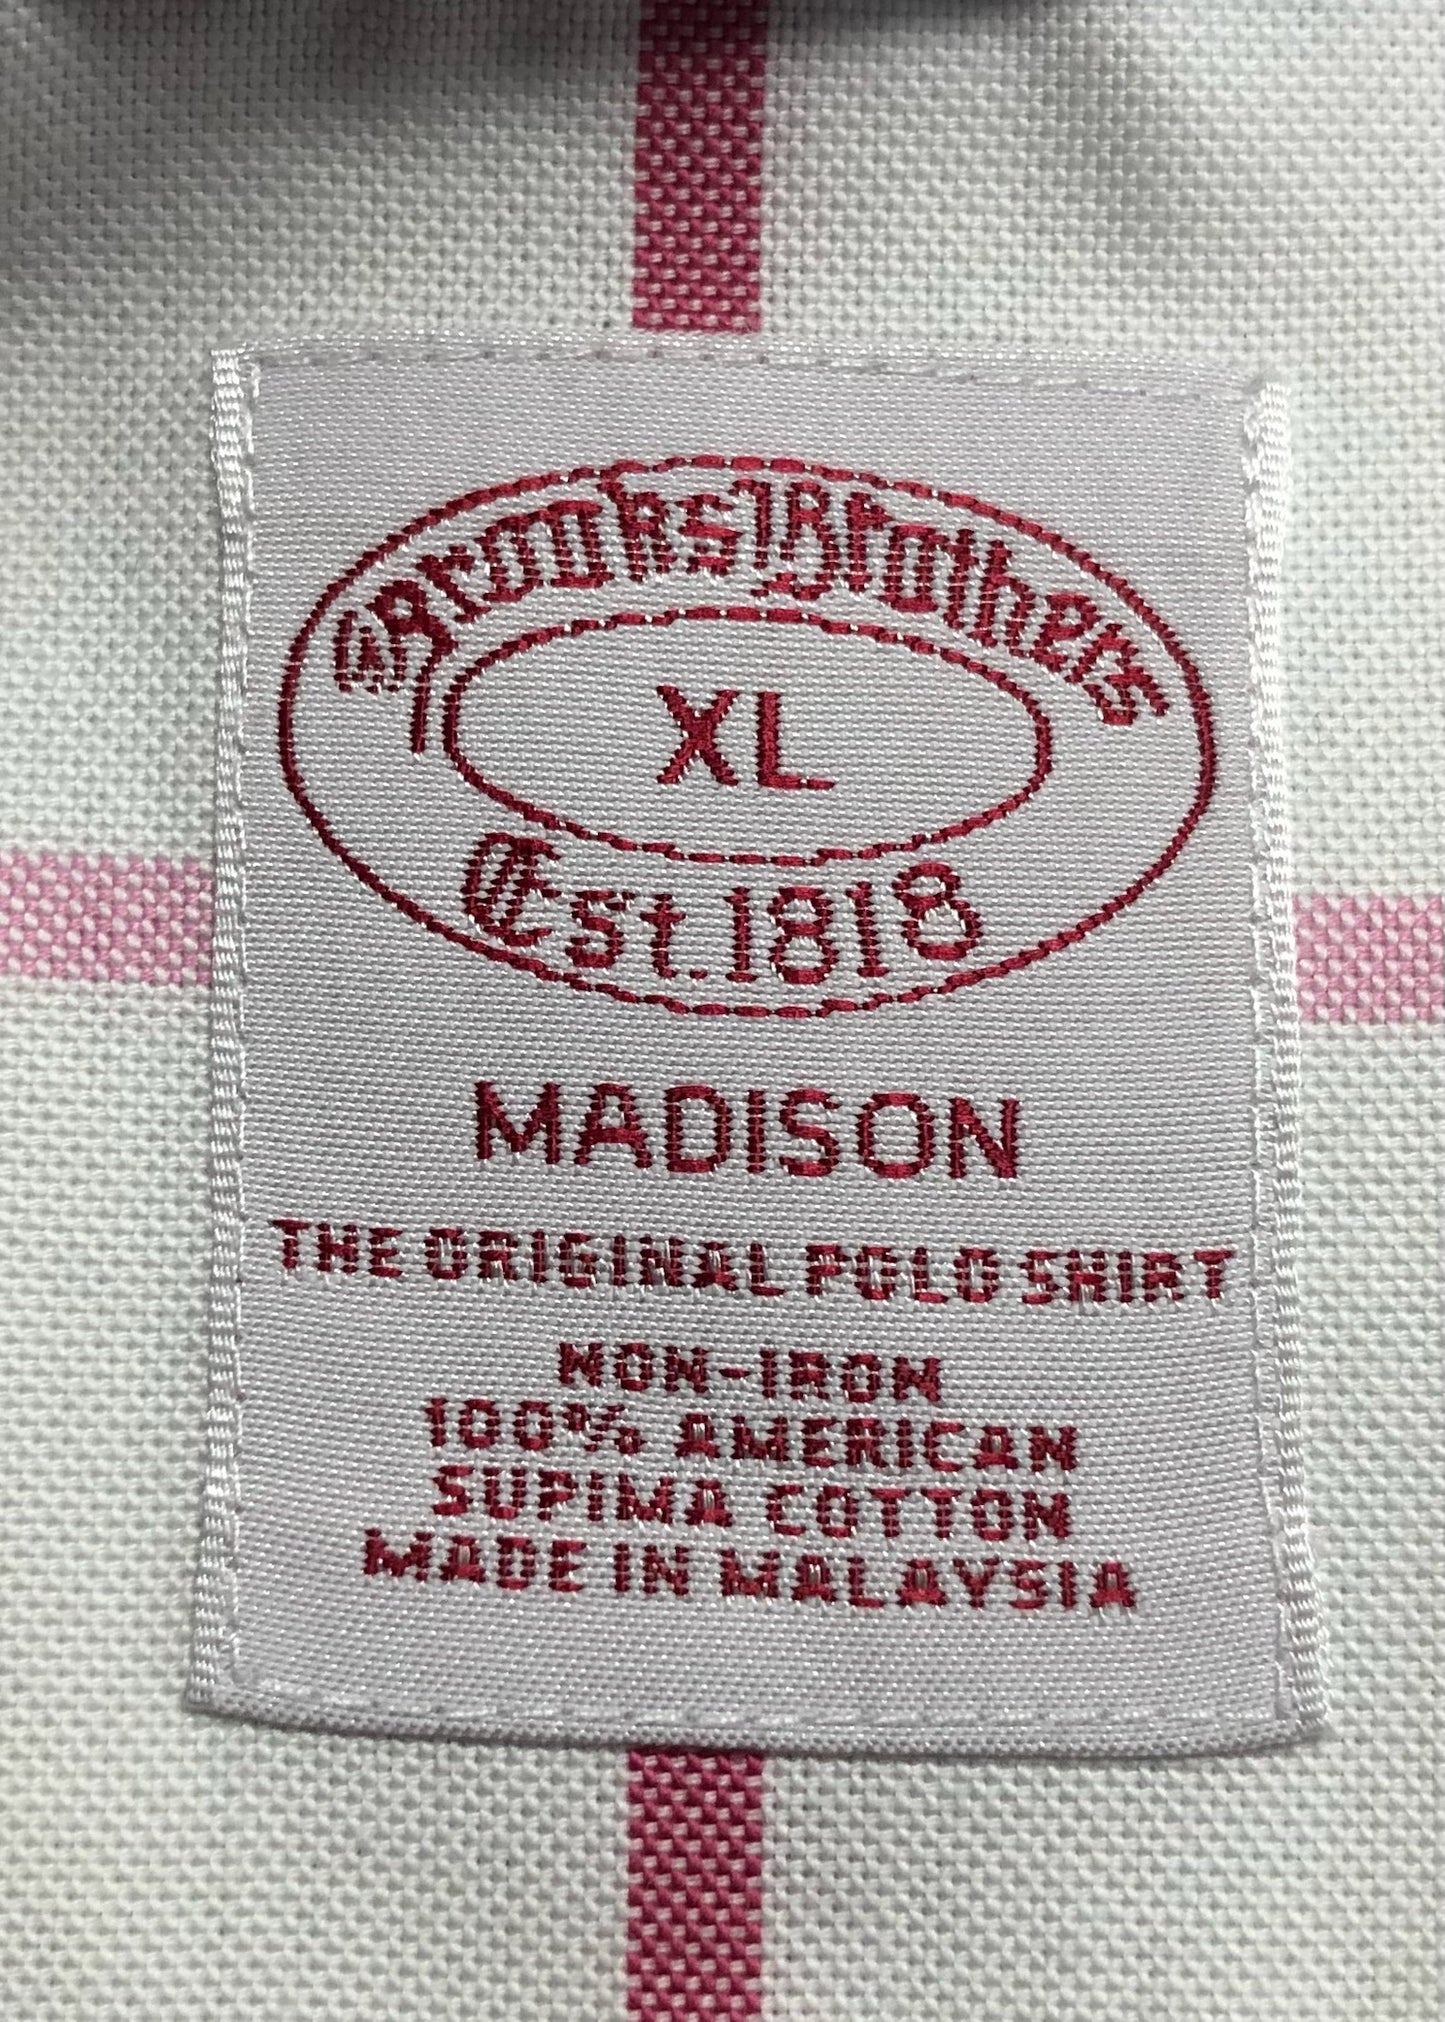 Brooks Brothers
XL
Est. 1818
MADISON
THE ORIGINAL POLO SHIRT
NON-IRON
100% AMERICAN
SUPIMA COTTON
MADE IN MALAYSIA